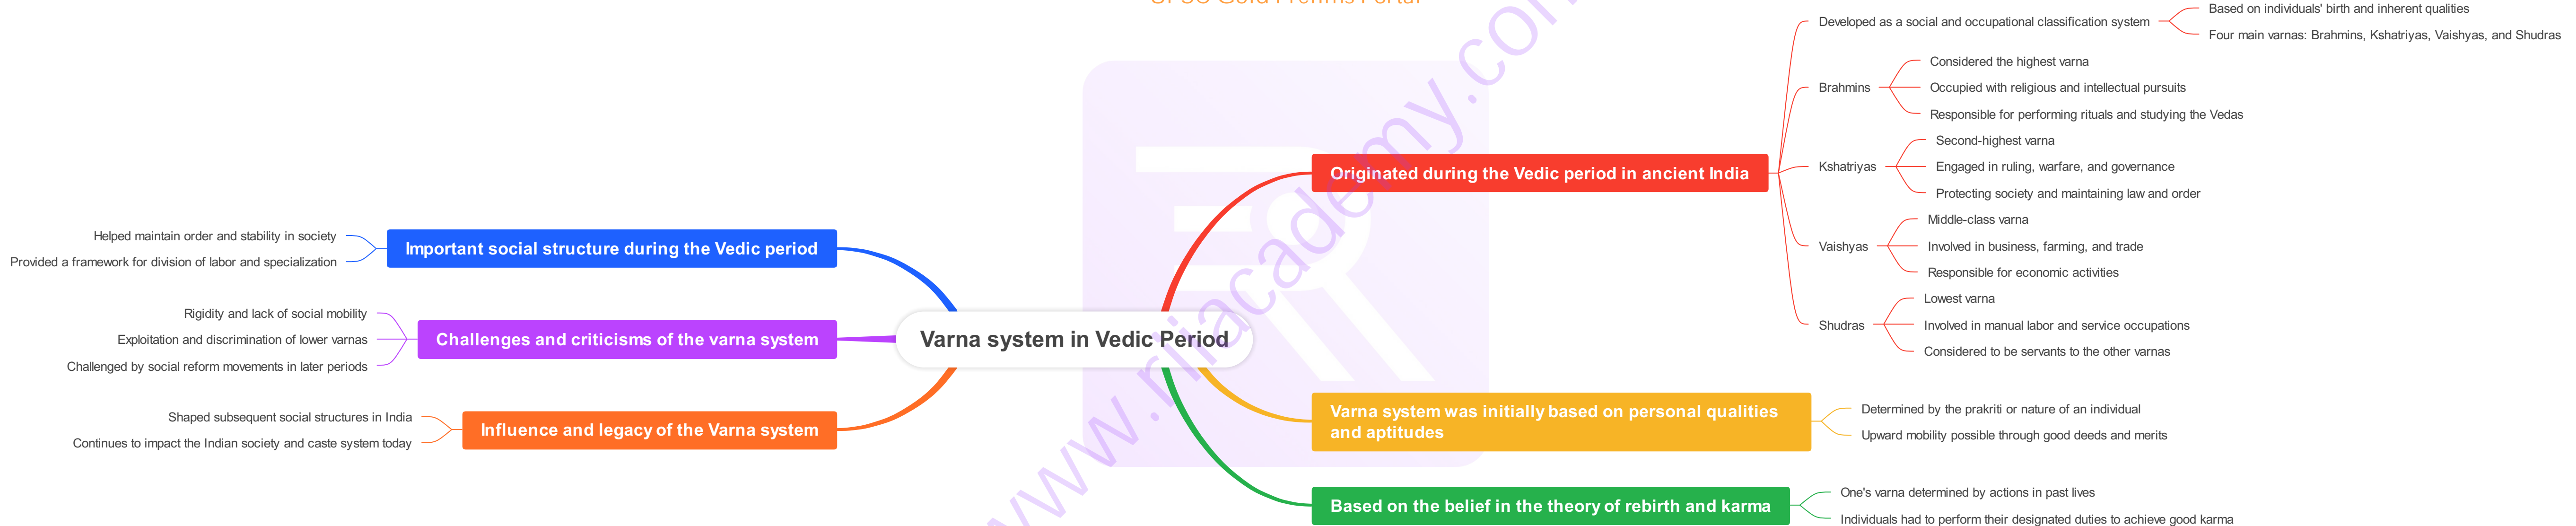 UPSC Gold Prelims Portal
Varna system in Vedic Period
Originated during the Vedic period in ancient India
Developed as a social and occupational classification system
Based on individuals' birth and inherent qualities
Four main varnas: Brahmins, Kshatriyas, Vaishyas, and Shudras
Brahmins
Considered the highest varna
Occupied with religious and intellectual pursuits
Responsible for performing rituals and studying the Vedas
Kshatriyas
Second-highest varna
Engaged in ruling, warfare, and governance
Protecting society and maintaining law and order
Vaishyas
Middle-class varna
Involved in business, farming, and trade
Responsible for economic activities
Shudras
Lowest varna
Involved in manual labor and service occupations
Considered to be servants to the other varnas
Varna system was initially based on personal qualities
and aptitudes
Determined by the prakriti or nature of an individual
Upward mobility possible through good deeds and merits
Based on the belief in the theory of rebirth and karma
One's varna determined by actions in past lives
Individuals had to perform their designated duties to achieve good karma
Important social structure during the Vedic period
Helped maintain order and stability in society
Provided a framework for division of labor and specialization
Challenges and criticisms of the varna system
Rigidity and lack of social mobility
Exploitation and discrimination of lower varnas
Challenged by social reform movements in later periods
Influence and legacy of the Varna system
Shaped subsequent social structures in India
Continues to impact the Indian society and caste system today